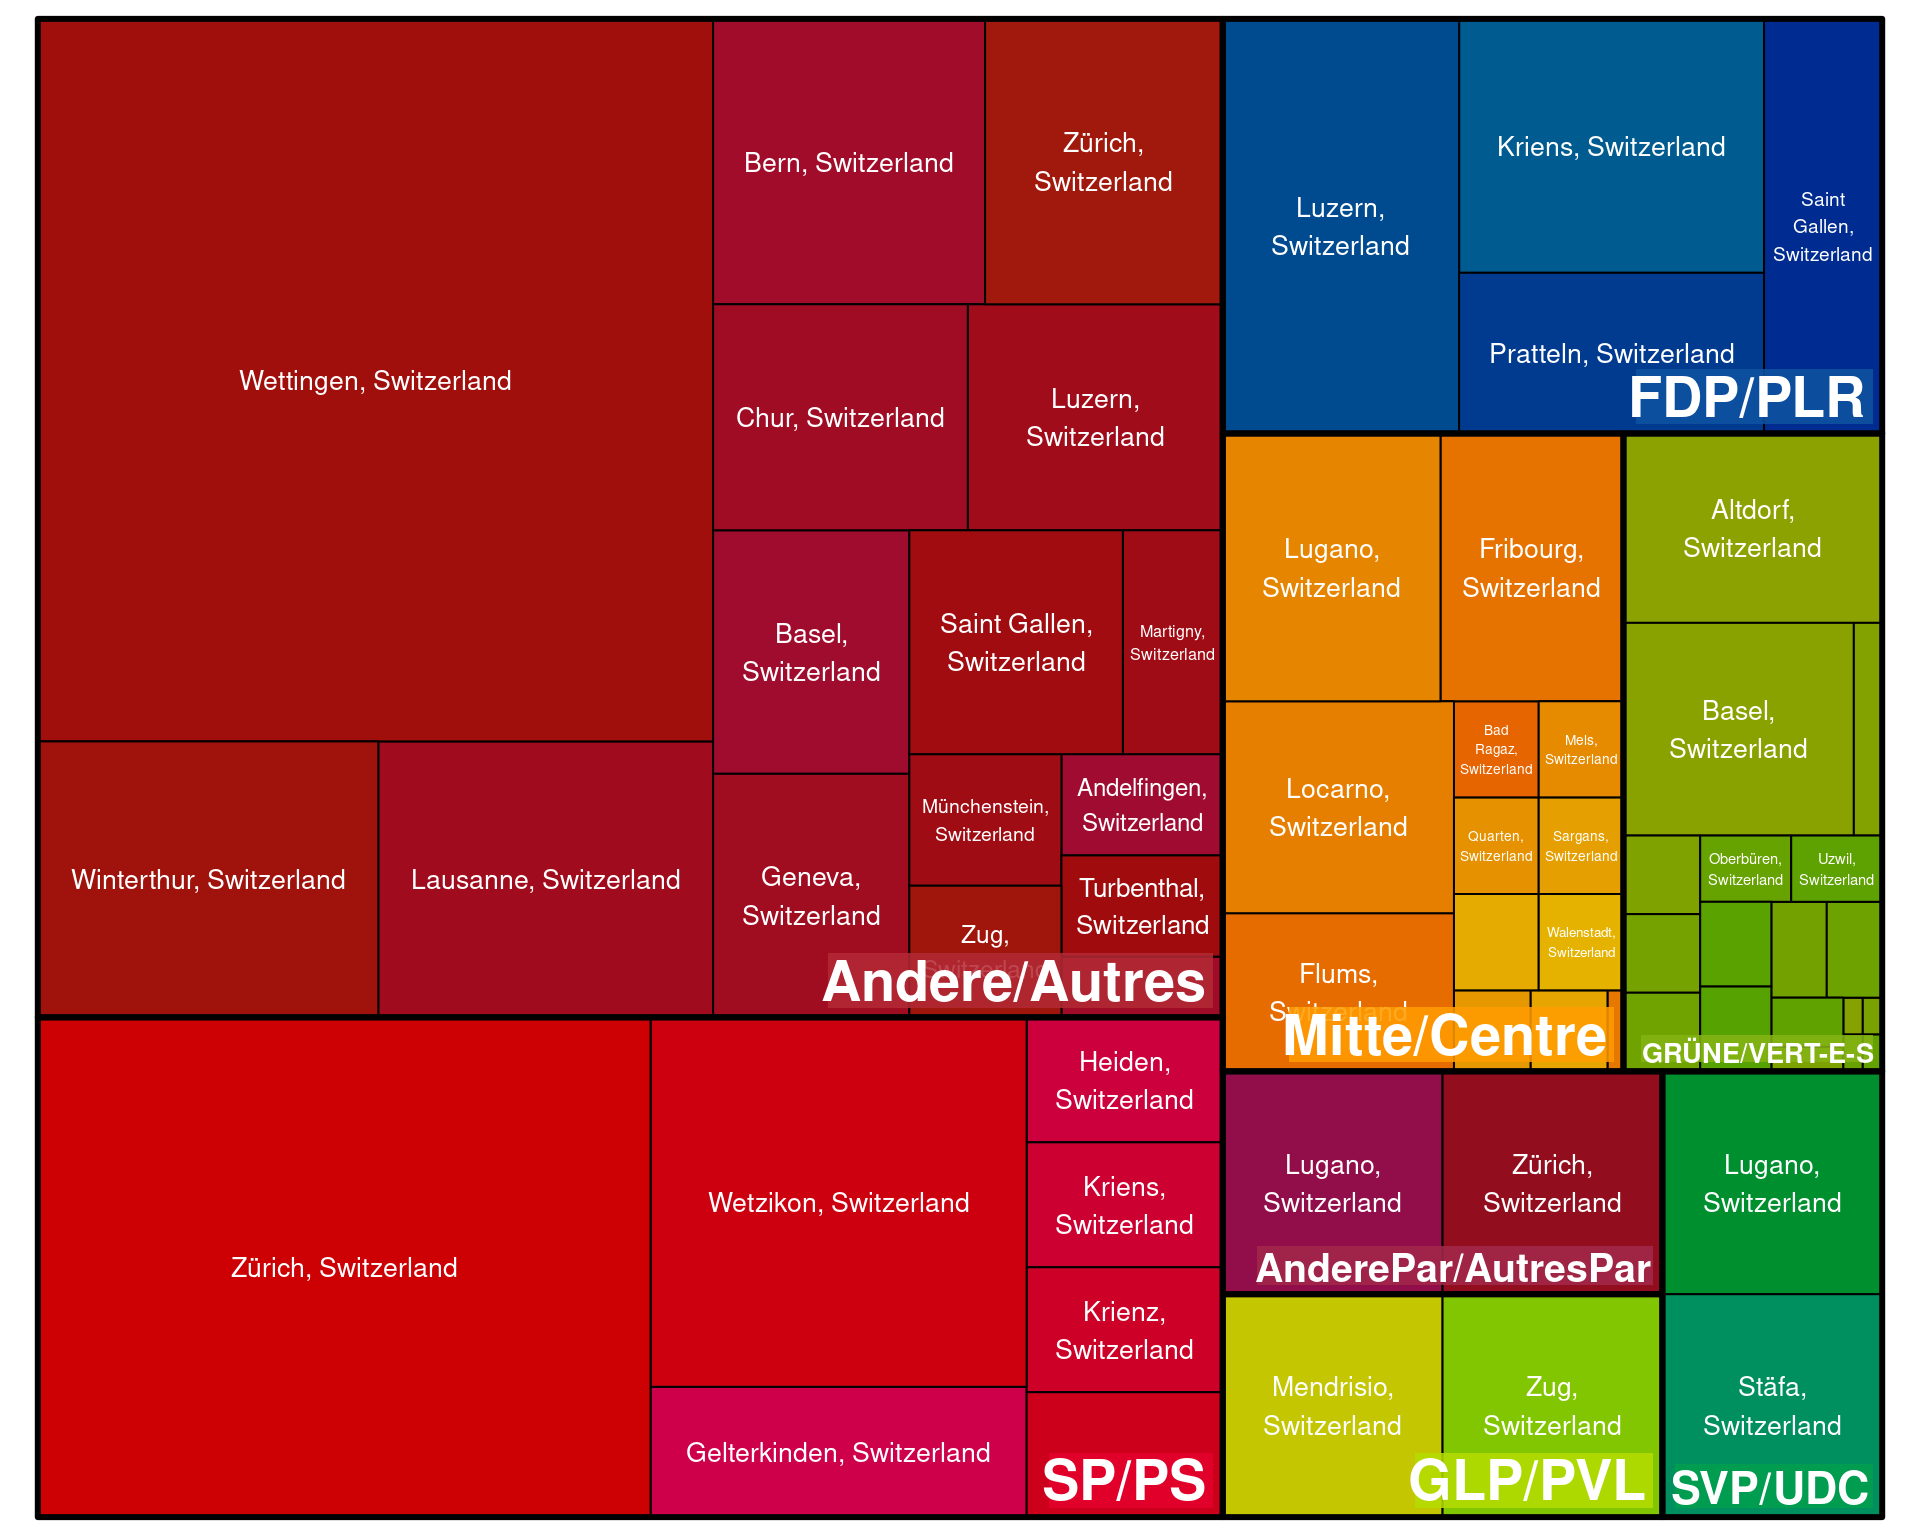 Wettingen, Switzerland
Bern, Switzerland
Zürich,
Switzerland
Chur, Switzerland
Luzern,
Switzerland
Basel,
Switzerland
Saint Gallen,
Switzerland
Martigny,
Switzerland
Winterthur, Switzerland
Lausanne, Switzerland
Geneva,
Switzerland
Münchenstein,
Switzerland
Andelfingen,
Switzerland
Turbenthal,
Switzerland
Zug,
Switzerland
Andere/Autres
Zürich, Switzerland
Wetzikon, Switzerland
Gelterkinden, Switzerland
Heiden,
Switzerland
Kriens,
Switzerland
Krienz,
Switzerland
SP/PS
Luzern,
Switzerland
Kriens, Switzerland
Pratteln, Switzerland
Saint
Gallen,
Switzerland
FDP/PLR
Lugano,
Switzerland
Fribourg,
Switzerland
Locarno,
Switzerland
Bad
Ragaz,
Switzerland
Mels,
Switzerland
Quarten,
Switzerland
Sargans,
Switzerland
Walenstadt,
Switzerland
Flums,
Switzerland
Mitte/Centre
Altdorf,
Switzerland
Basel,
Switzerland
Oberbüren,
Switzerland
Uzwil,
Switzerland
GRÜNE/VERT-E-S
Lugano,
Switzerland
Zürich,
Switzerland
AnderePar/AutresPar
Mendrisio,
Switzerland
Zug,
Switzerland
GLP/PVL
Lugano,
Switzerland
Stäfa,
Switzerland
SVP/UDC